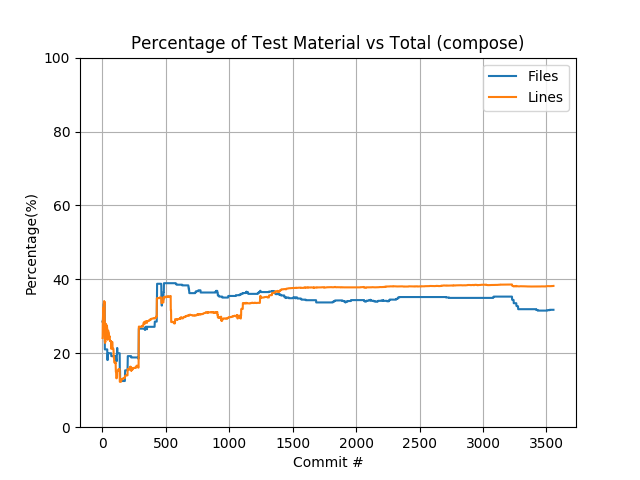 Percentage of Test Material vs Total (compose)
Files
Lines
Percentage(%)
100
80
60
40
20
0
0 500 1000 1500 2000 2500 3000 3500
Commit #